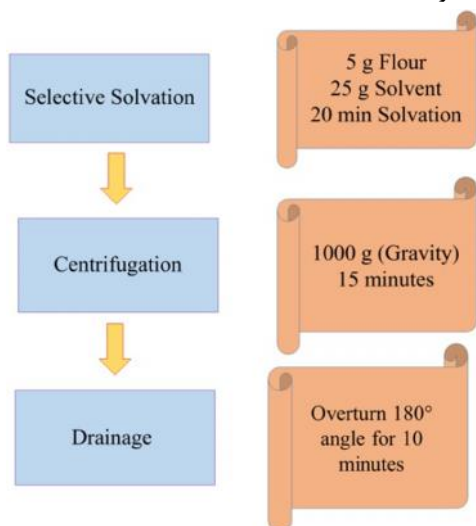 Selective Solvation
5 g Flour
25 g Solvent
20 min Solvation
Centrifugation
1000 g (Gravity)
15 minutes
Drainage
Overturn 180°
angle for 10
minutes